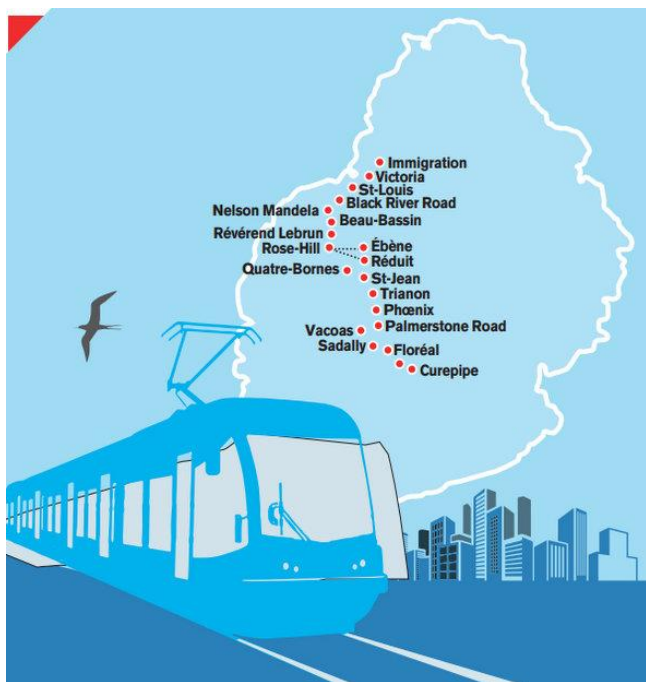 Immigration
Victoria
St-Louis
Black River Road
Nelson Mandela
Beau-Bassin
Révérend Lebrun
Rose-Hill
Ébène
Réduit
Quatre-Bornes
St-Jean
Trianon
Phœnix
Palmerstone Road
Vacoas
Sadally
Floréal
Curepipe